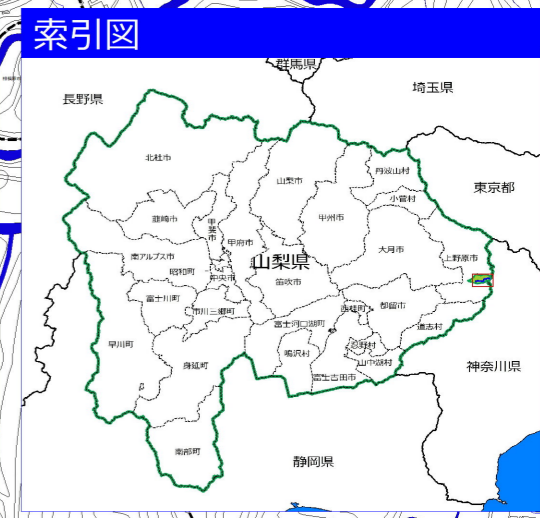 索引図
群馬県
埼玉県
長野県
東京都
北杜市
丹波山村
山梨市
小菅村
甲州市
韮崎市
甲斐市
甲府市
大月市
上野原市
南アルプス市
山梨県
昭和町
中央市
笛吹市
富士川町
市川三郷町
西桂町
都留市
富士河口湖町
道志村
早川町
忍野村
鳴沢村
山中湖村
身延町
富士吉田市
神奈川県
南部町
静岡県